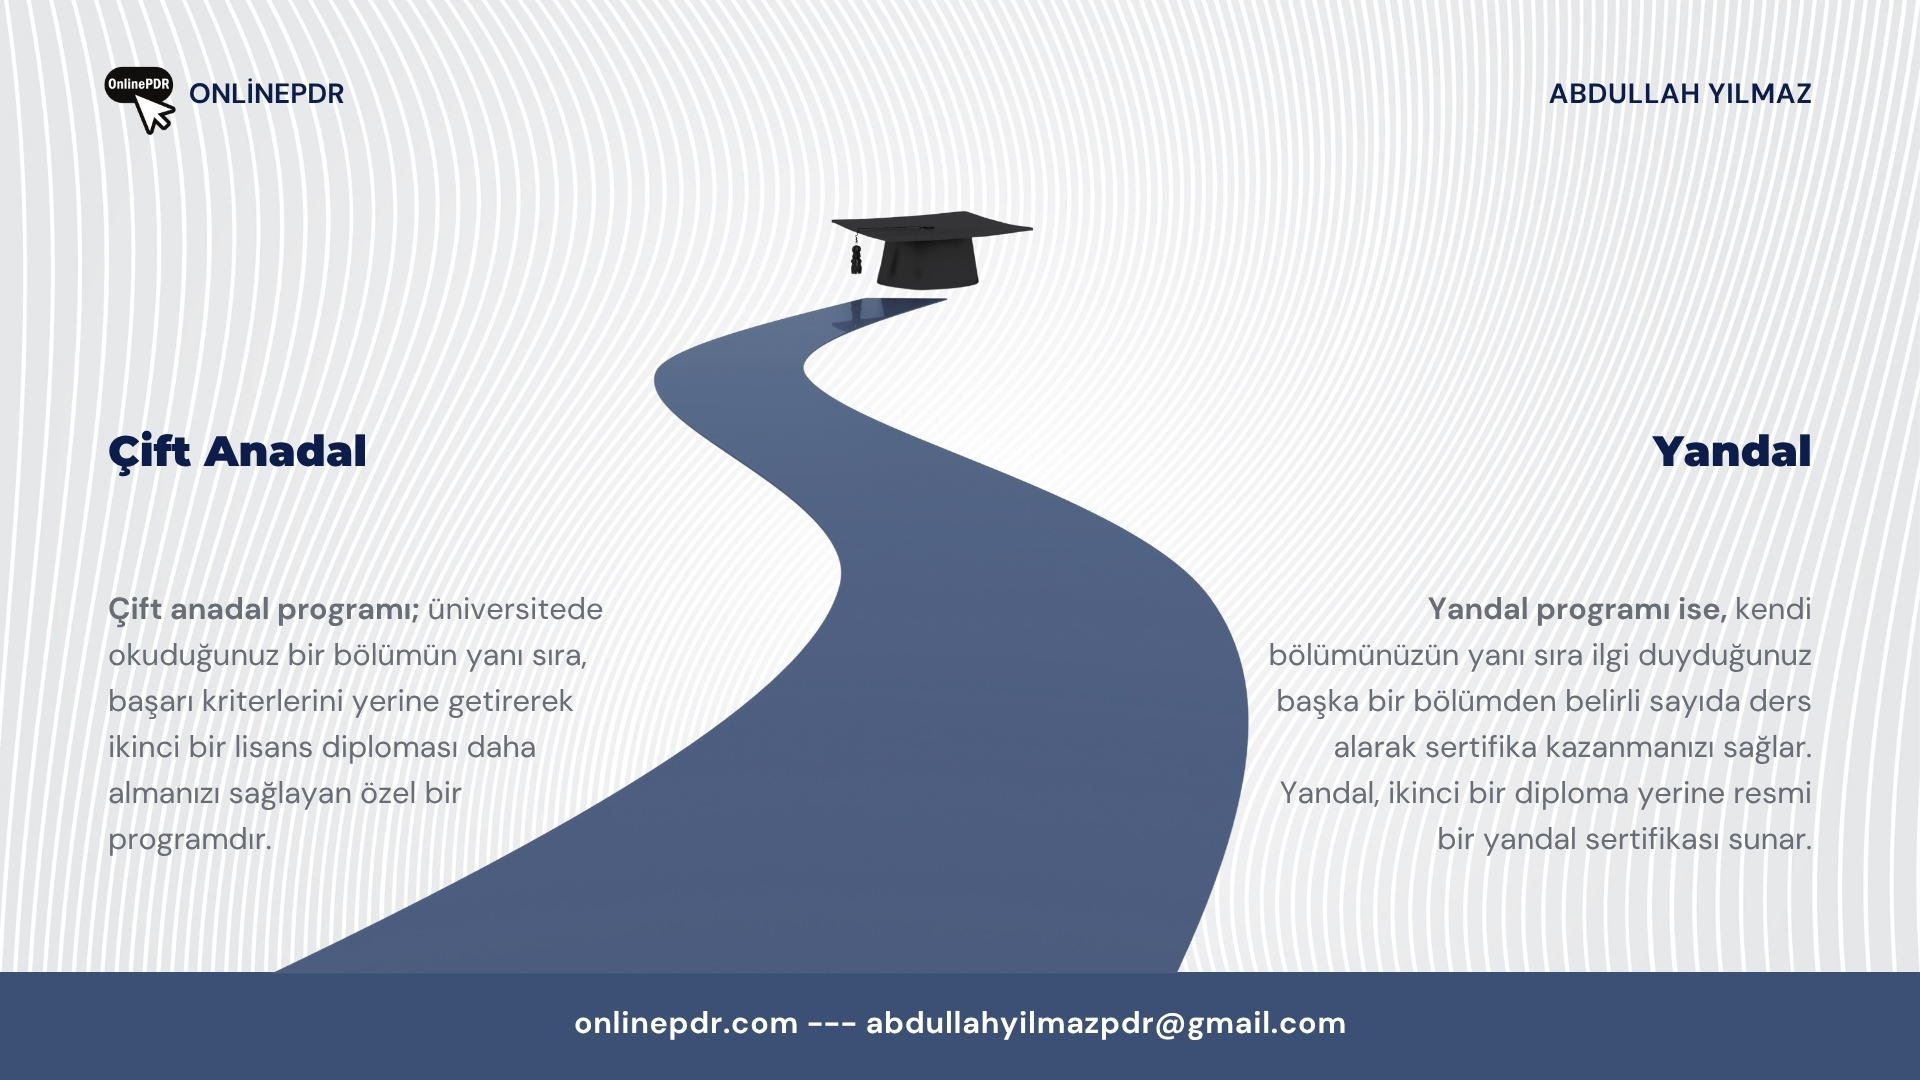 OnlinePDR
ONLİNEPDR
ABDULLAH YILMAZ
Çift Anadal
Çift anadal programı; üniversitede
okuduğunuz bir bölümün yanı sıra,
başarı kriterlerini yerine getirerek
ikinci bir lisans diploması daha
almanızı sağlayan özel bir
programdır.
Yandal
Yandal programı ise, kendi
bölümünüzün yanı sıra ilgi duyduğunuz
başka bir bölümden belirli sayıda ders
alarak sertifika kazanmanızı sağlar.
Yandal, ikinci bir diploma yerine resmi
bir yandal sertifikası sunar.
onlinepdr.com --- abdullahyilmazpdr@gmail.com